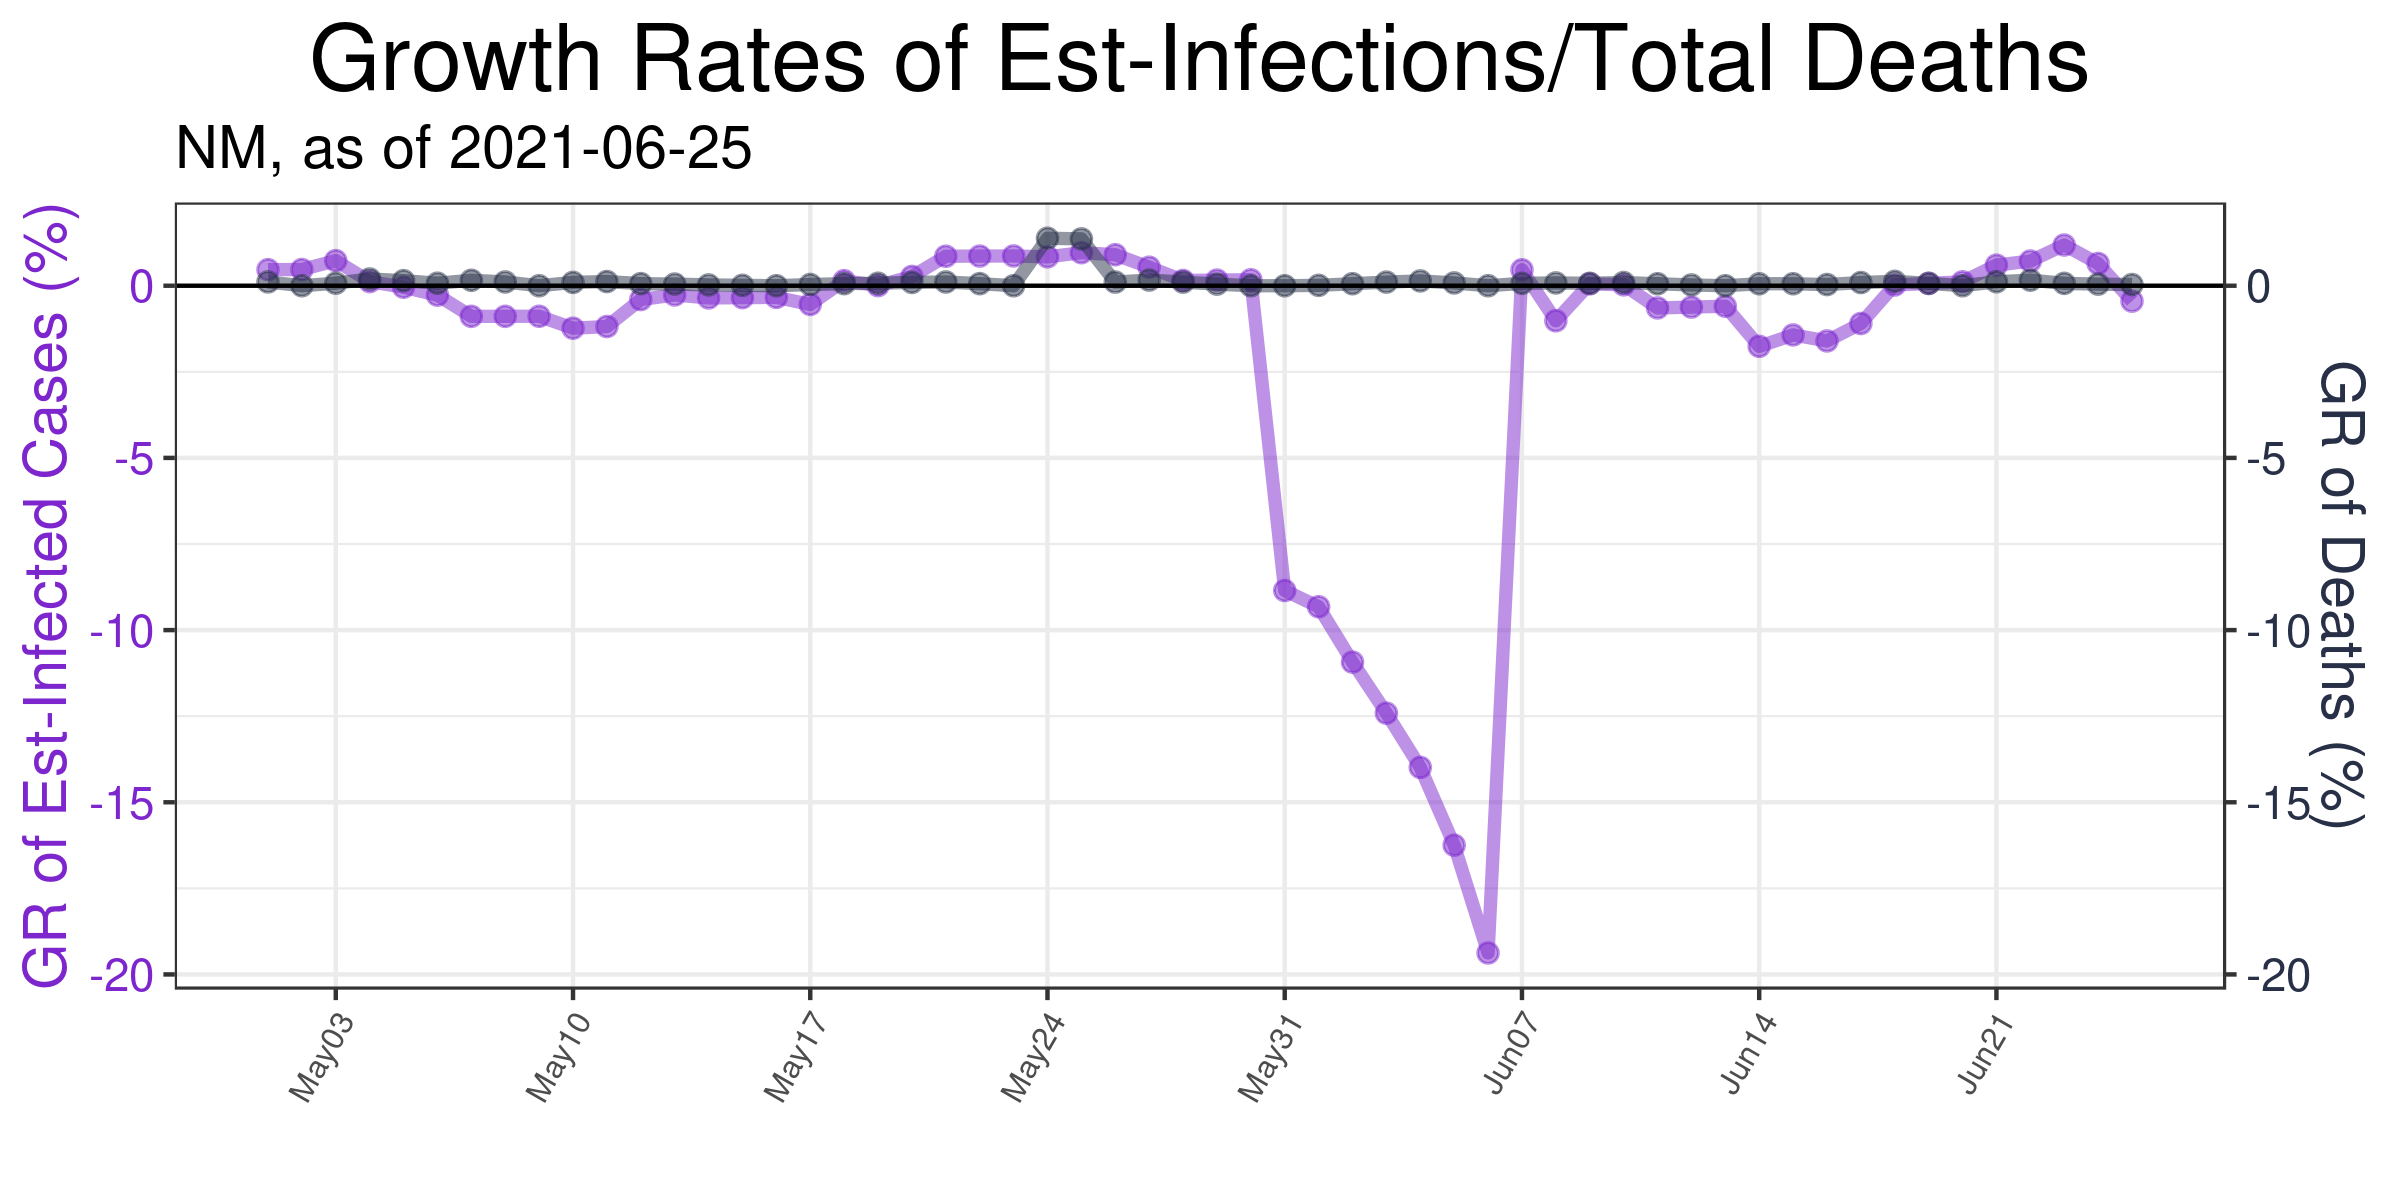 Growth Rates of Est-Infections/Total Deaths
NM, as of 2021-06-25
GR of Est-Infected Cases (%)
0
-5
-10
-15
-20
0
-5
-10
-15
-20
GR of Deaths (%)
May03
May10
May17
May24
May31
Jun07
Jun14
Jun21